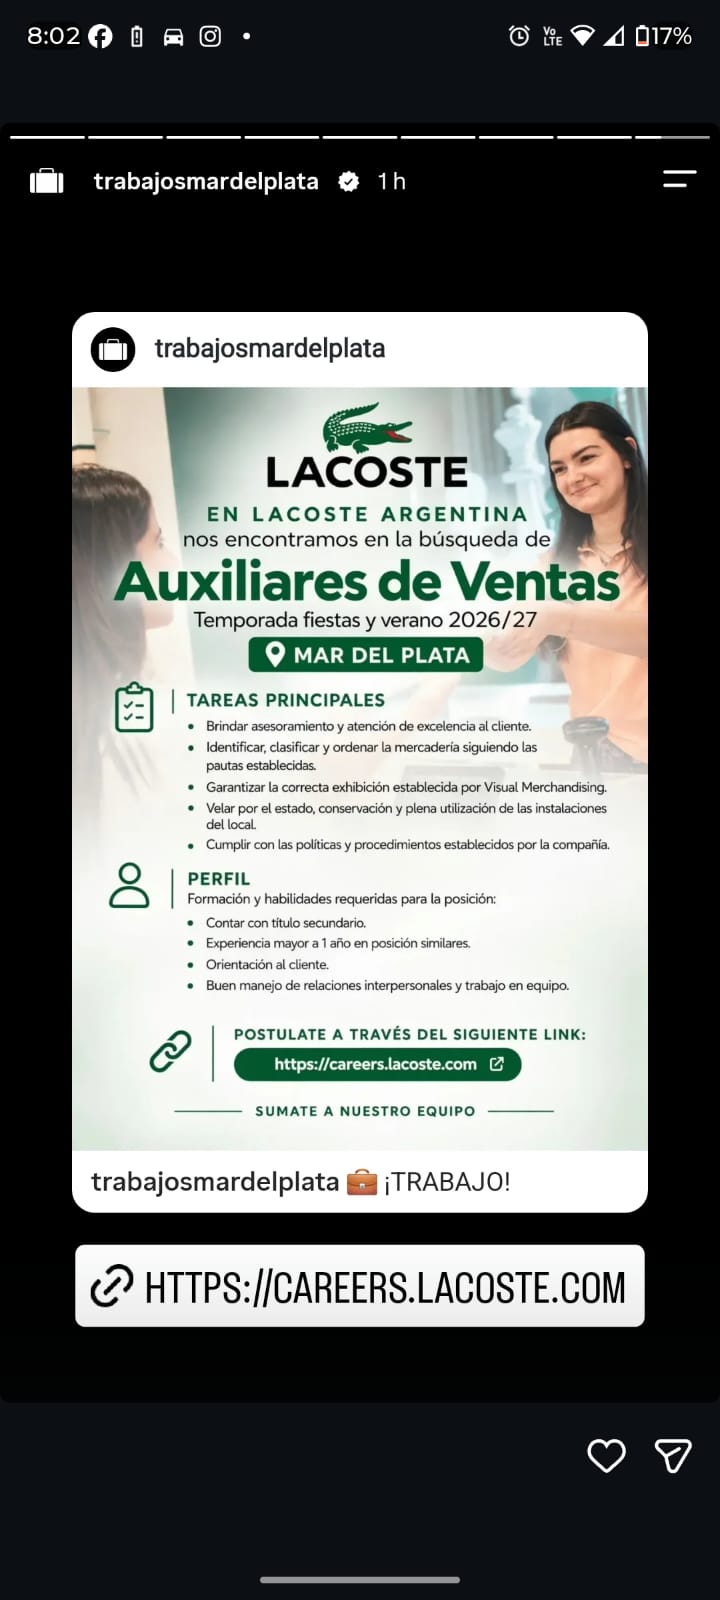 8:02
Vo LTE
17%
trabajosmardelplata 1 h
trabajosmardelplata
LACOSTE
EN LACOSTE ARGENTINA
nos encontramos en la búsqueda de
Auxiliares de Ventas
Temporada fiestas y verano 2026/27
MAR DEL PLATA
TAREAS PRINCIPALES
• Brindar asesoramiento y atención de excelencia al cliente.
• Identificar, clasificar y ordenar la mercadería siguiendo las
pautas establecidas.
• Garantizar la correcta exhibición establecida por Visual Merchandising.
• Velar por el estado, conservación y plena utilización de las instalaciones
del local.
• Cumplir con las políticas y procedimientos establecidos por la compañía.
PERFIL
Formación y habilidades requeridas para la posición:
• Contar con título secundario.
• Experiencia mayor a 1 año en posición similares.
• Orientación al cliente.
• Buen manejo de relaciones interpersonales y trabajo en equipo.
POSTULATE A TRAVÉS DEL SIGUIENTE LINK:
https://careers.lacoste.com
SUMATE A NUESTRO EQUIPO
trabajosmardelplata 💼 ¡TRABAJO!
HTTPS://CAREERS.LACOSTE.COM